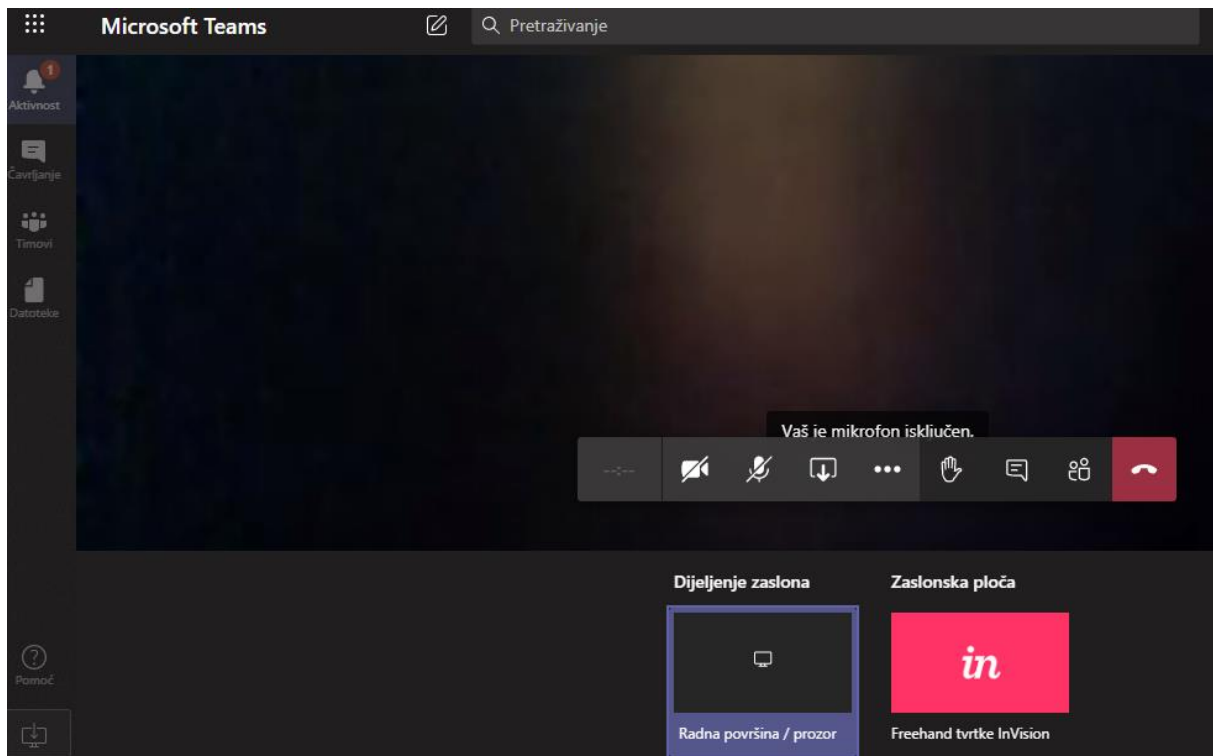 Microsoft Teams
Pretraživanje
1
Aktivnost
Čavrljanje
Timovi
Datoteke
Vaš je mikrofon isključen.
--:--
Dijeljenje zaslona
Zaslonska ploča
in
Radna površina / prozor
Freehand tvrtke InVision
?
Pomoć